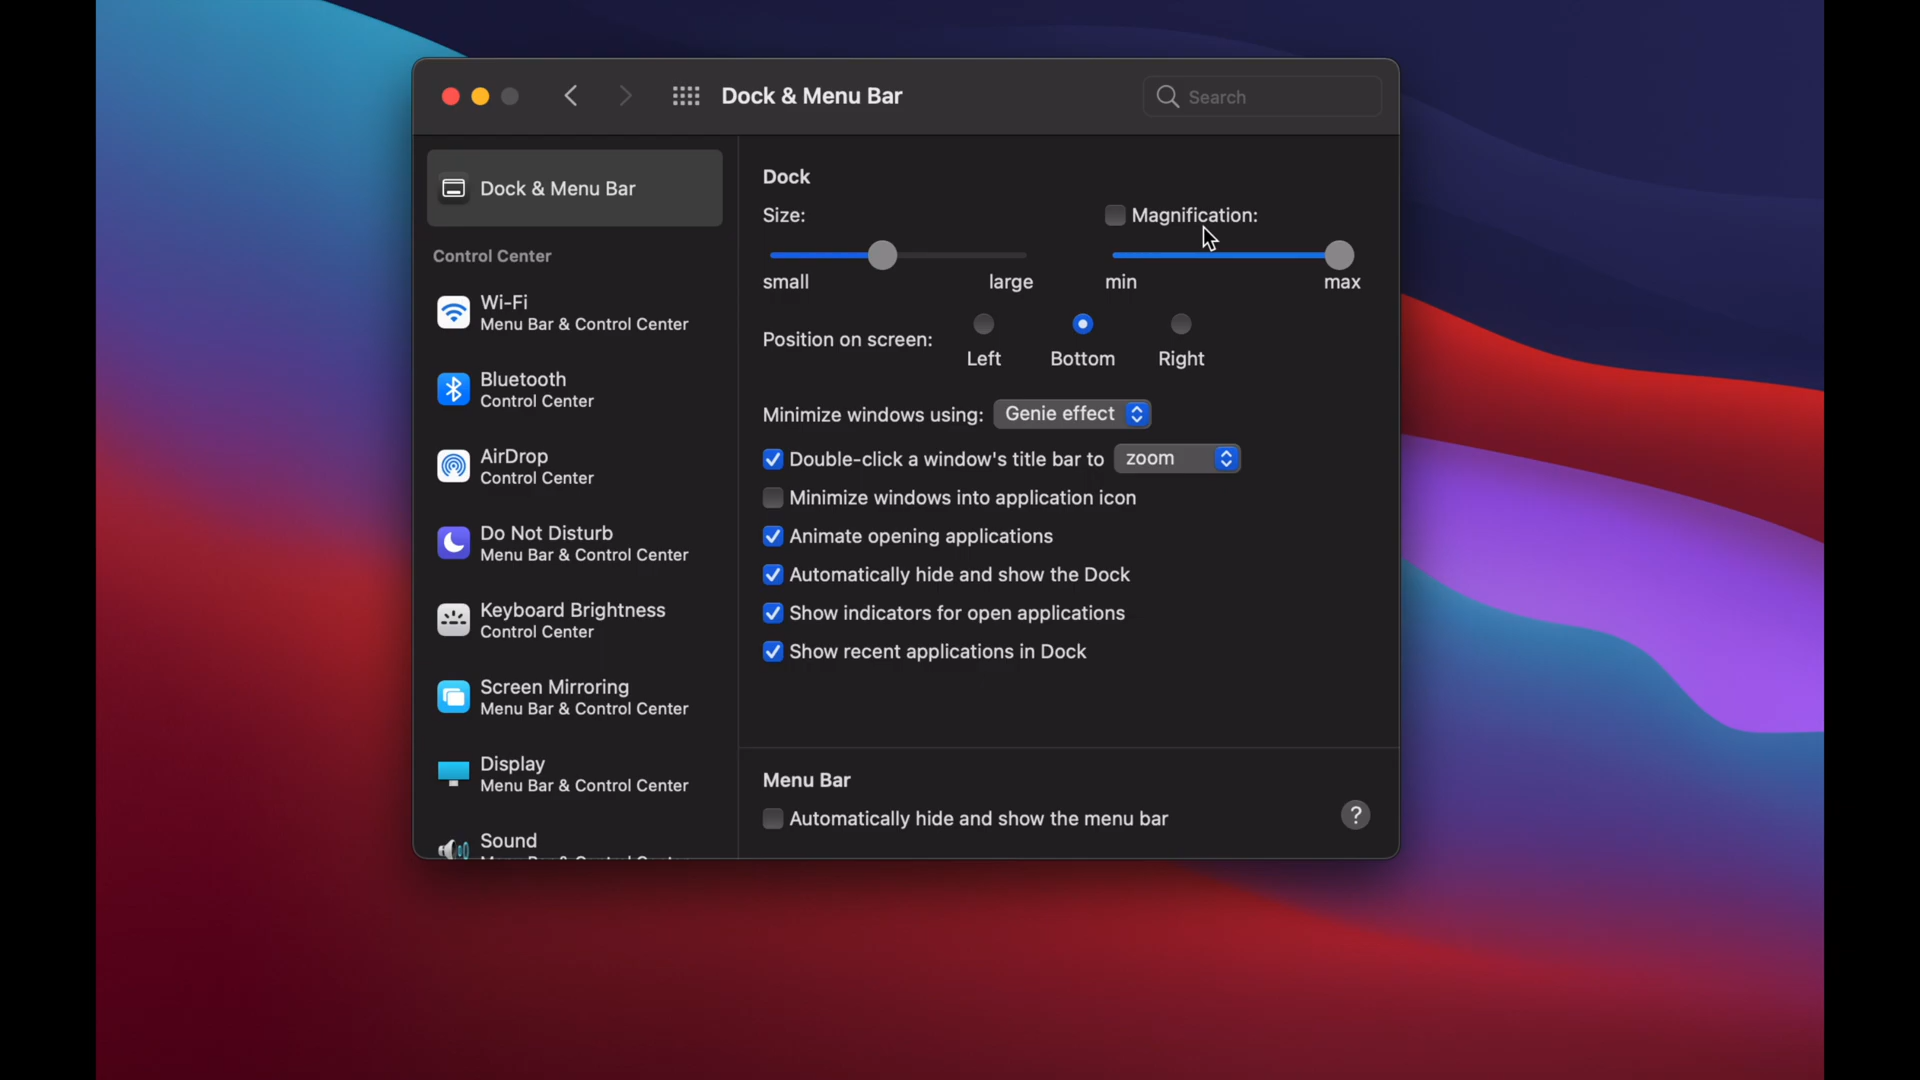 Dock & Menu Bar
Search
Dock & Menu Bar
Control Center
Wi-Fi
Menu Bar & Control Center
Bluetooth
Control Center
AirDrop
Control Center
Do Not Disturb
Menu Bar & Control Center
Keyboard Brightness
Control Center
Screen Mirroring
Menu Bar & Control Center
Display
Menu Bar & Control Center
Sound
Dock
Size:
Magnification:
small
large
min
max
Position on screen:
Left
Bottom
Right
Minimize windows using: Genie effect
Double-click a window's title bar to zoom
Minimize windows into application icon
Animate opening applications
Automatically hide and show the Dock
Show indicators for open applications
Show recent applications in Dock
Menu Bar
Automatically hide and show the menu bar
?